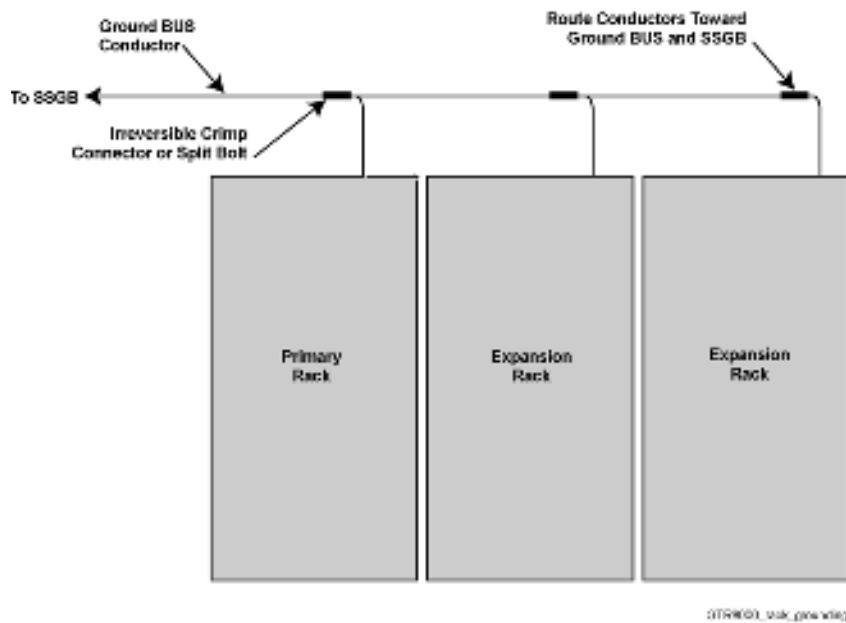 Ground BUS
Conductor
Route Conductors Toward
Ground BUS and SSGB
To SSGB
Irreversible Crimp
Connector or Split Bolt
Primary
Rack
Expansion
Rack
Expansion
Rack